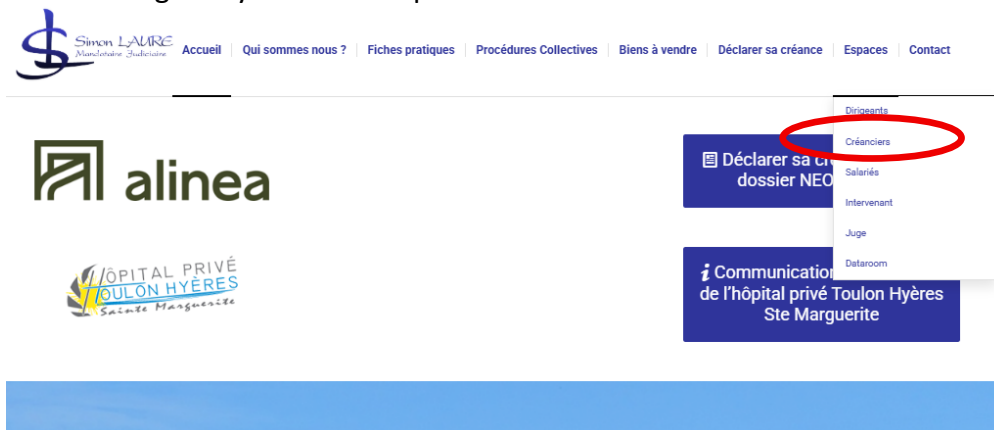 Simon LAURE
Mandataire Judiciaire
Accueil Qui sommes nous ? Fiches pratiques Procédures Collectives Biens à vendre Déclarer sa créance Espaces Contact
Dirigeants
Créanciers
Salariés
Intervenant
Juge
Dataroom
alinea
Déclarer sa
dossier NEO
HÔPITAL PRIVÉ
TOULON HYÈRES
Sainte Marguerite
Communication
de l'hôpital privé Toulon Hyères
Ste Marguerite